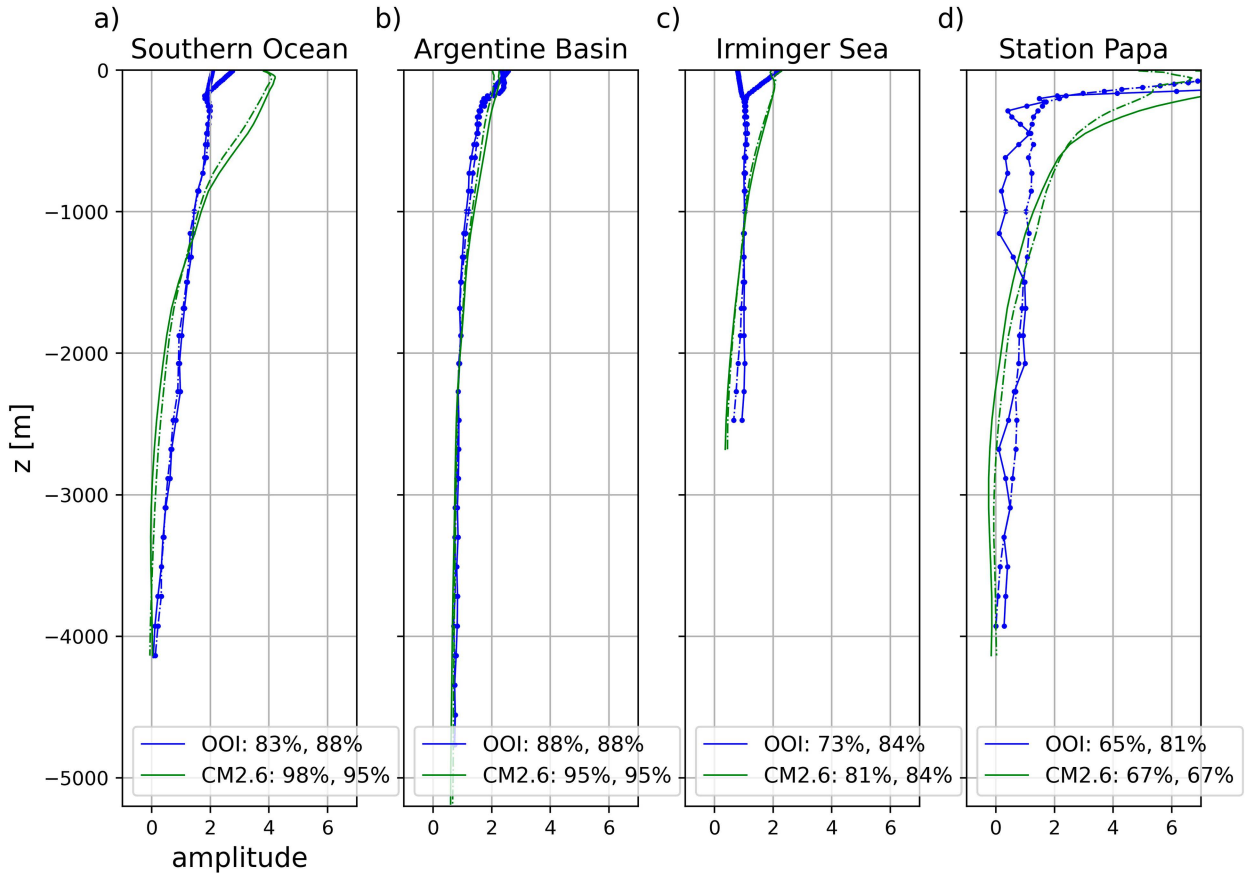 a)
Southern Ocean
b)
Argentine Basin
c)
Irminger Sea
d)
Station Papa
z [m]
0
−1000
−2000
−3000
−4000
−5000
OOI: 83%, 88%
CM2.6: 98%, 95%
OOI: 88%, 88%
CM2.6: 95%, 95%
OOI: 73%, 84%
CM2.6: 81%, 84%
OOI: 65%, 81%
CM2.6: 67%, 67%
0 2 4 6
0 2 4 6
0 2 4 6
0 2 4 6
amplitude